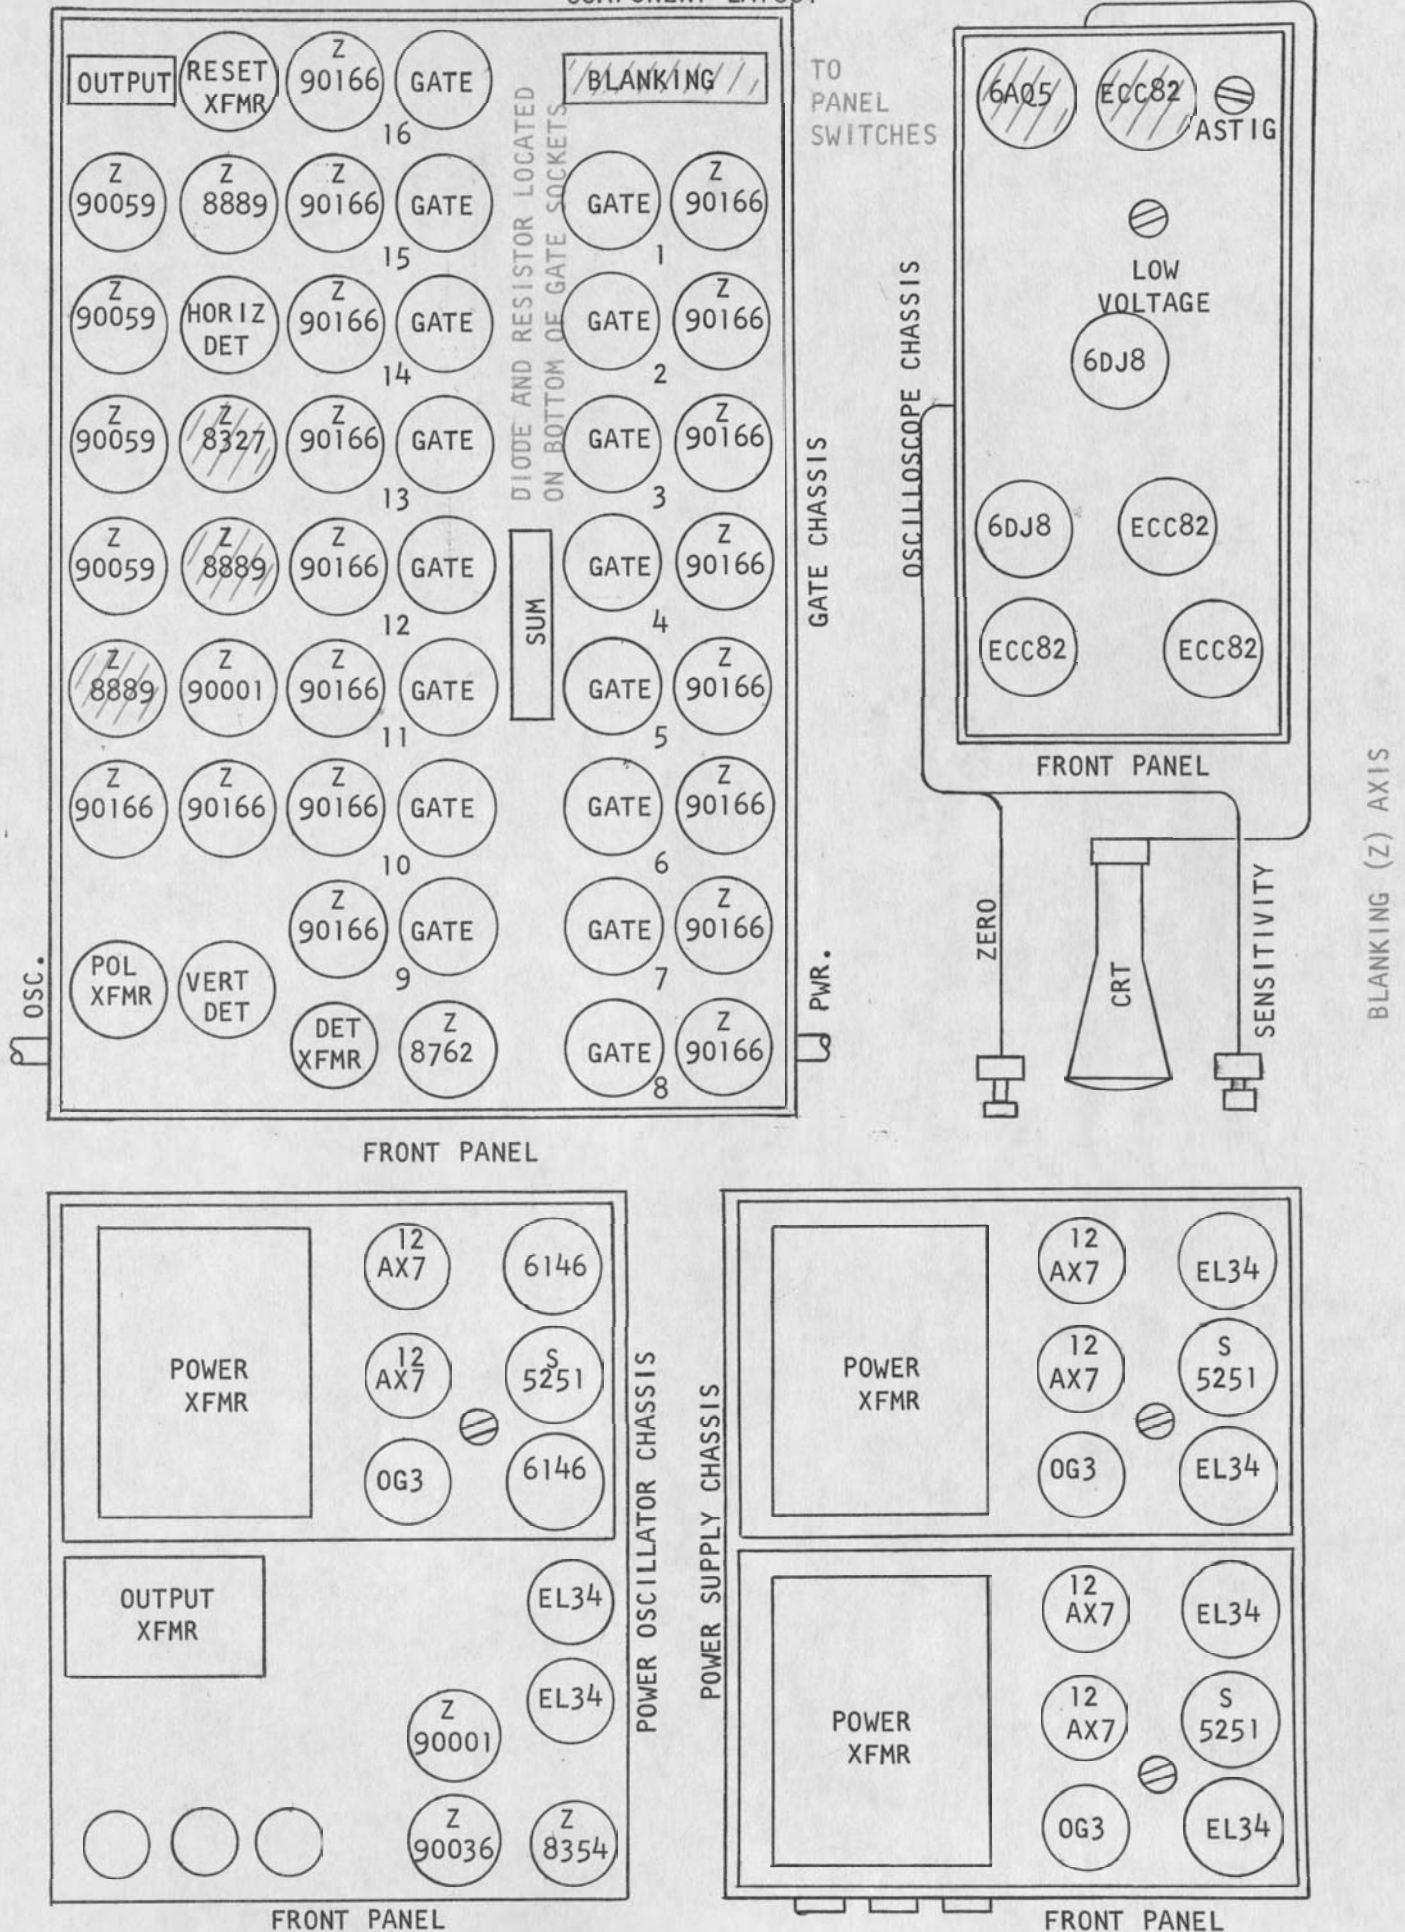 COMPONENT LAYOUT
OUTPUT
RESET
XFMR
Z
90166
GATE
16
BLANKING
Z
90059
Z
8889
Z
90166
GATE
15
GATE
Z
90166
1
Z
90059
HORIZ
DET
Z
90166
GATE
14
GATE
Z
90166
2
Z
90059
Z
8327
Z
90166
GATE
13
GATE
Z
90166
3
Z
90059
Z
8889
Z
90166
GATE
12
GATE
Z
90166
4
Z
8889
Z
90001
Z
90166
GATE
11
GATE
Z
90166
5
Z
90166
Z
90166
Z
90166
GATE
10
GATE
Z
90166
6
Z
90166
GATE
9
GATE
Z
90166
7
POL
XFMR
VERT
DET
DET
XFMR
Z
8762
GATE
Z
90166
8
DIODE AND RESISTOR LOCATED
ON BOTTOM OF GATE SOCKETS
SUM
OSC.
PWR.
GATE CHASSIS
FRONT PANEL
TO
PANEL
SWITCHES
OSCILLOSCOPE CHASSIS
6AQ5
ECC82
ASTIG
LOW
VOLTAGE
6DJ8
6DJ8
ECC82
ECC82
ECC82
FRONT PANEL
ZERO
CRT
SENSITIVITY
BLANKING (Z) AXIS
POWER
XFMR
12
AX7
6146
12
AX7
S
5251
OG3
6146
OUTPUT
XFMR
EL34
EL34
Z
90001
Z
90036
Z
8354
POWER OSCILLATOR CHASSIS
FRONT PANEL
POWER SUPPLY CHASSIS
POWER
XFMR
12
AX7
EL34
12
AX7
S
5251
OG3
EL34
POWER
XFMR
12
AX7
EL34
12
AX7
S
5251
OG3
EL34
FRONT PANEL